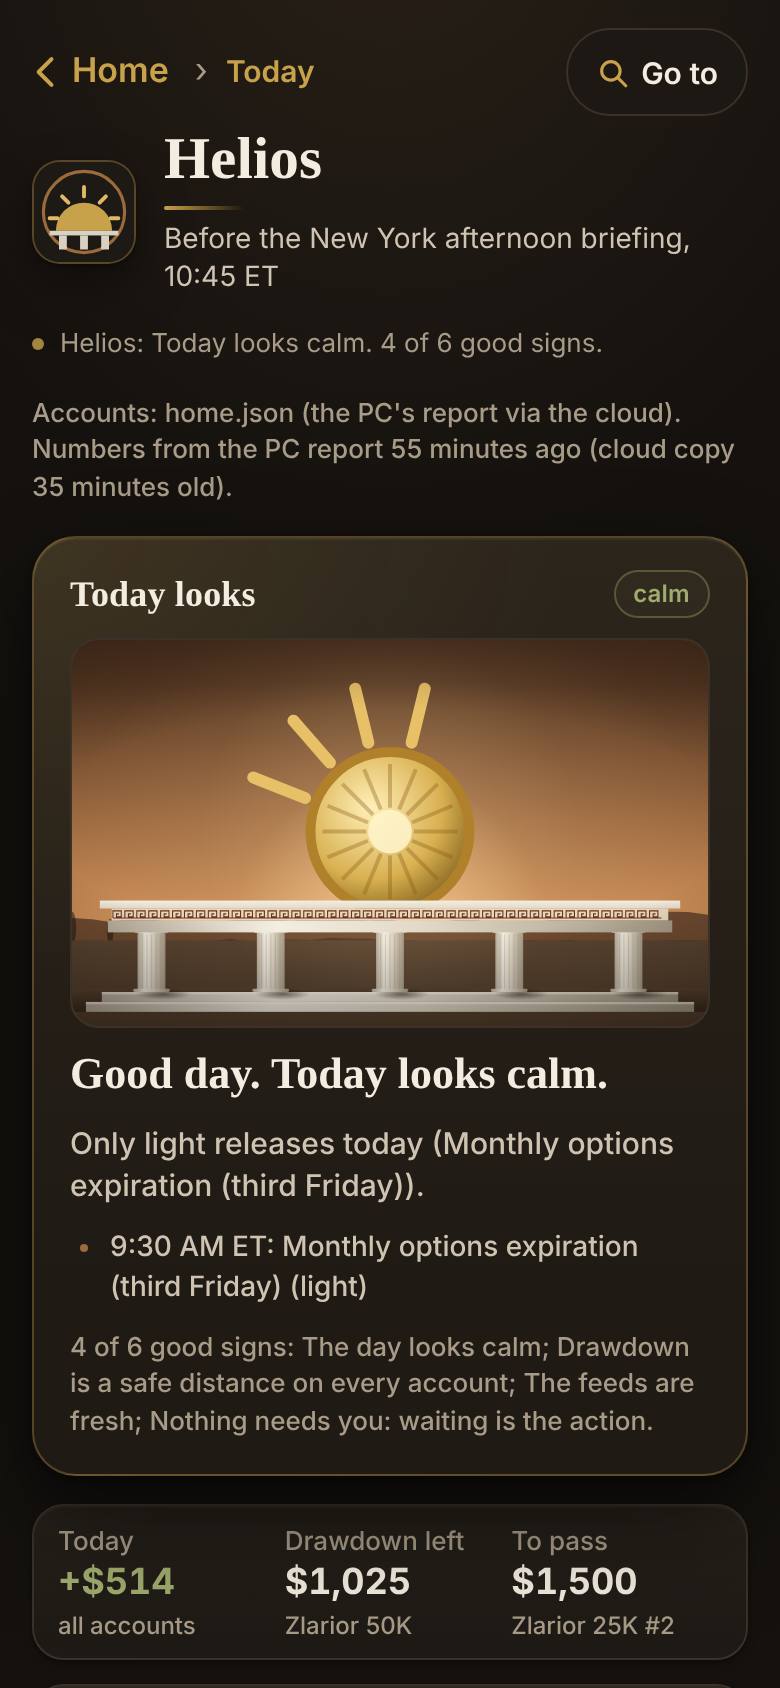 Home › Today
Go to
Helios
Before the New York afternoon briefing,
10:45 ET
Helios: Today looks calm. 4 of 6 good signs.
Accounts: home.json (the PC's report via the cloud).
Numbers from the PC report 55 minutes ago (cloud copy
35 minutes old).
Today looks
calm
Good day. Today looks calm.
Only light releases today (Monthly options
expiration (third Friday)).
• 9:30 AM ET: Monthly options expiration
(third Friday) (light)
4 of 6 good signs: The day looks calm; Drawdown
is a safe distance on every account; The feeds are
fresh; Nothing needs you: waiting is the action.
Today
+$514
all accounts
Drawdown left
$1,025
Zlarior 50K
To pass
$1,500
Zlarior 25K #2